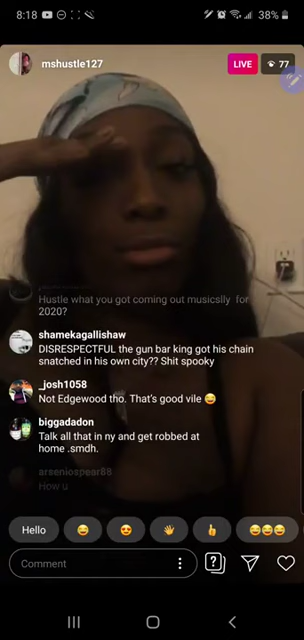 8:18
38%
mshustle127
LIVE
77
Hustle what you got coming out musicslly for
2020?
shamekagallishaw
DISRESPECTFUL the gun bar king got his chain
snatched in his own city?? Shit spooky
_josh1058
Not Edgewood tho. That's good vile 😅
biggadadon
Talk all that in ny and get robbed at
home .smdh.
arseniospear88
How u
Hello 😂 😍 👋 👍 😂😂😂
Comment